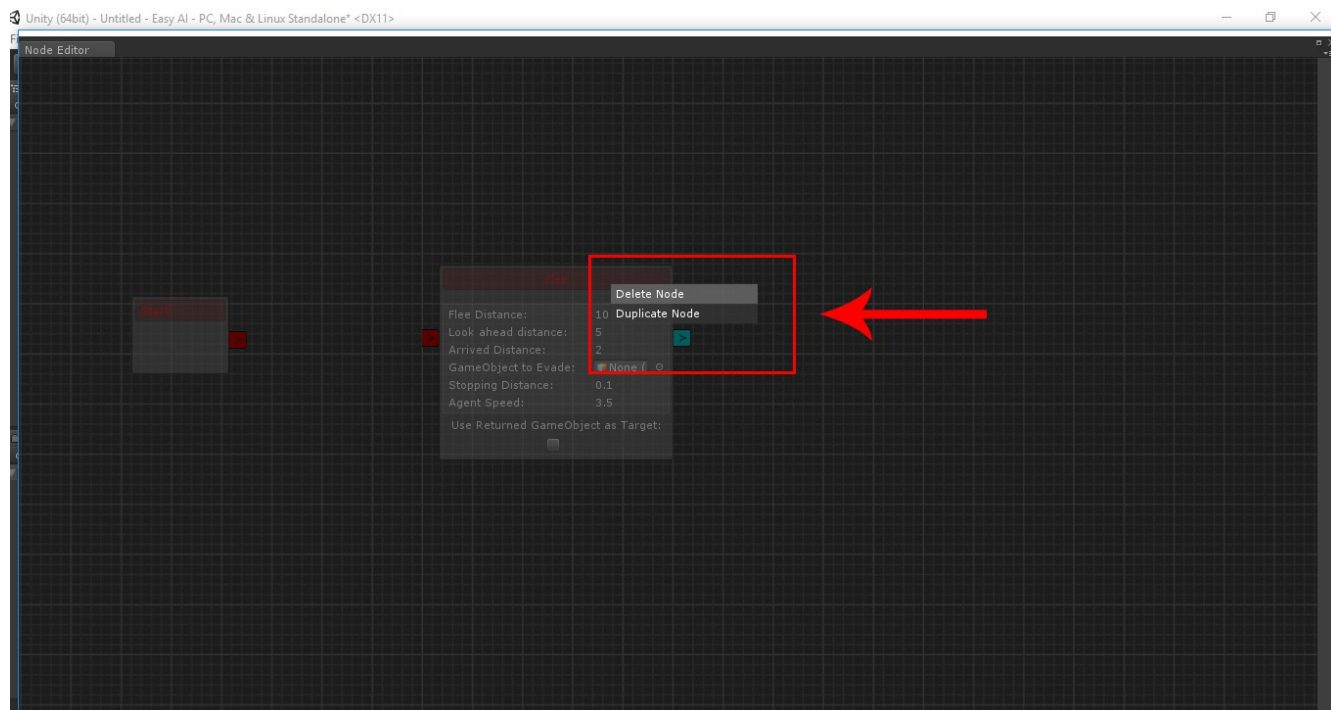 Unity (64bit) - Untitled - Easy AI - PC, Mac & Linux Standalone* <DX11>
Node Editor
Start
Flee
Delete Node
Duplicate Node
Flee Distance: 10
Look ahead distance: 5
Arrived Distance: 2
GameObject to Evade: None (
Stopping Distance: 0.1
Agent Speed: 3.5
Use Returned GameObject as Target: